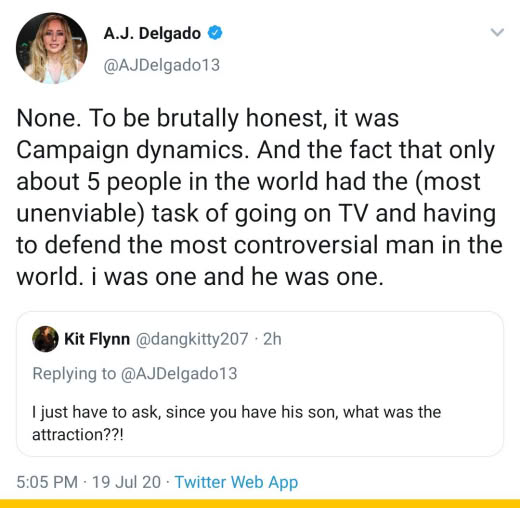 A.J. Delgado
@AJDelgado13
None. To be brutally honest, it was
Campaign dynamics. And the fact that only
about 5 people in the world had the (most
unenviable) task of going on TV and having
to defend the most controversial man in the
world. i was one and he was one.
Kit Flynn @dangkitty207 · 2h
Replying to @AJDelgado13
I just have to ask, since you have his son, what was the
attraction??!
5:05 PM · 19 Jul 20 · Twitter Web App